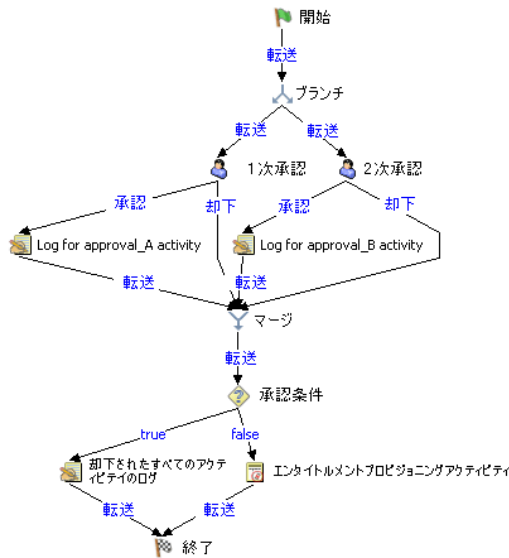 開始
転送
ブランチ
転送
転送
1次承認
2次承認
承認
却下
承認
却下
Log for approval_A activity
Log for approval_B activity
転送
転送
マージ
転送
承認条件
true
false
却下されたすべてのアクテ
ィビティのログ
エンタイトルメントプロビジョニングアクティビティ
転送
転送
終了